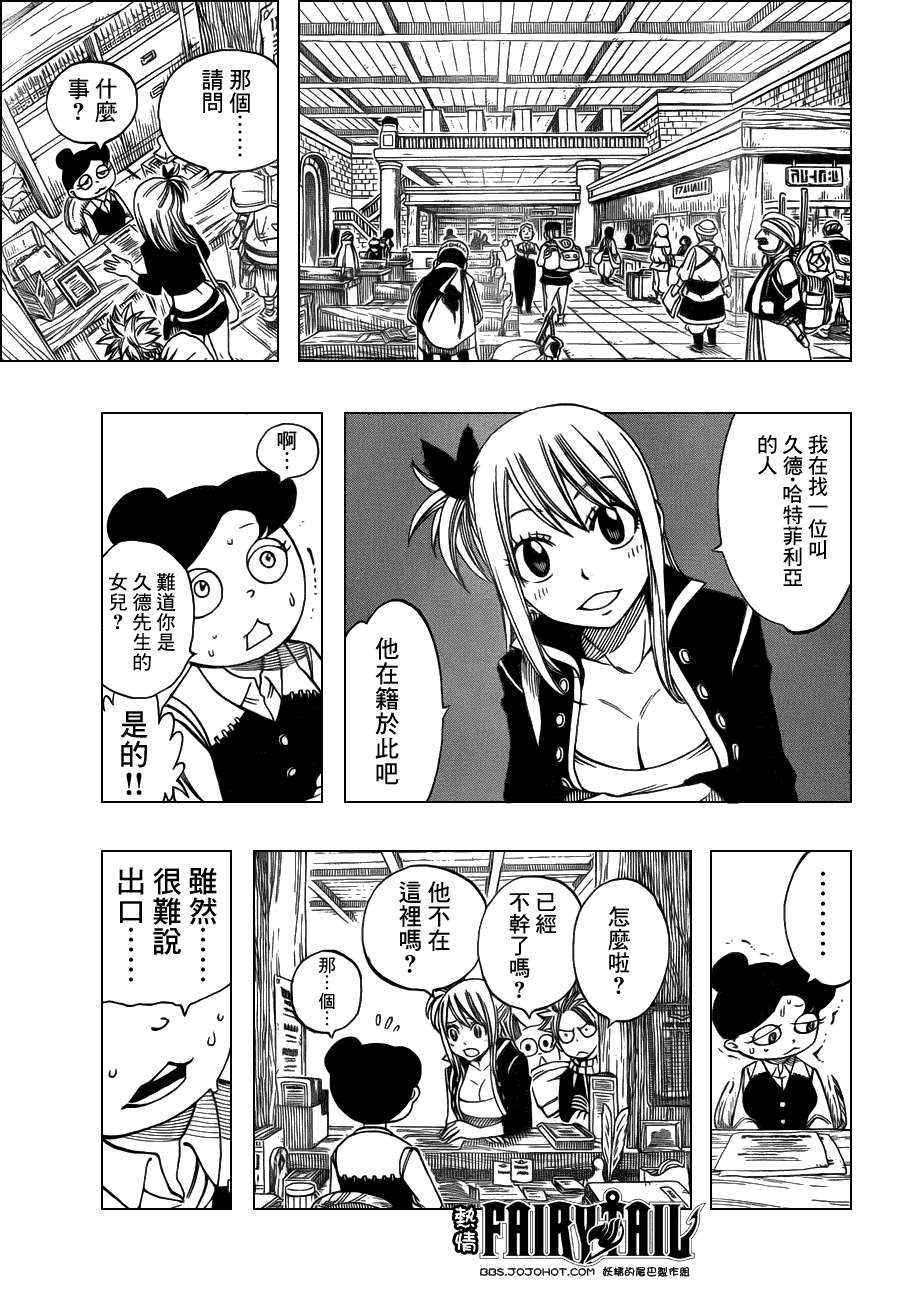 那個……
請問
什麼
事？
我在找一位叫
久德·哈特菲利亞
的人
他在籍於此吧
啊…
難道你是
久德先生的
女兒？
是的!!
………
怎麼啦？
已經
不幹了嗎？
他不在
這裡嗎？
那…個…
雖然……
很難說
出口……
熱情
FAIRY TAIL
BBS.JOJOHOT.COM 妖精的尾巴製作組